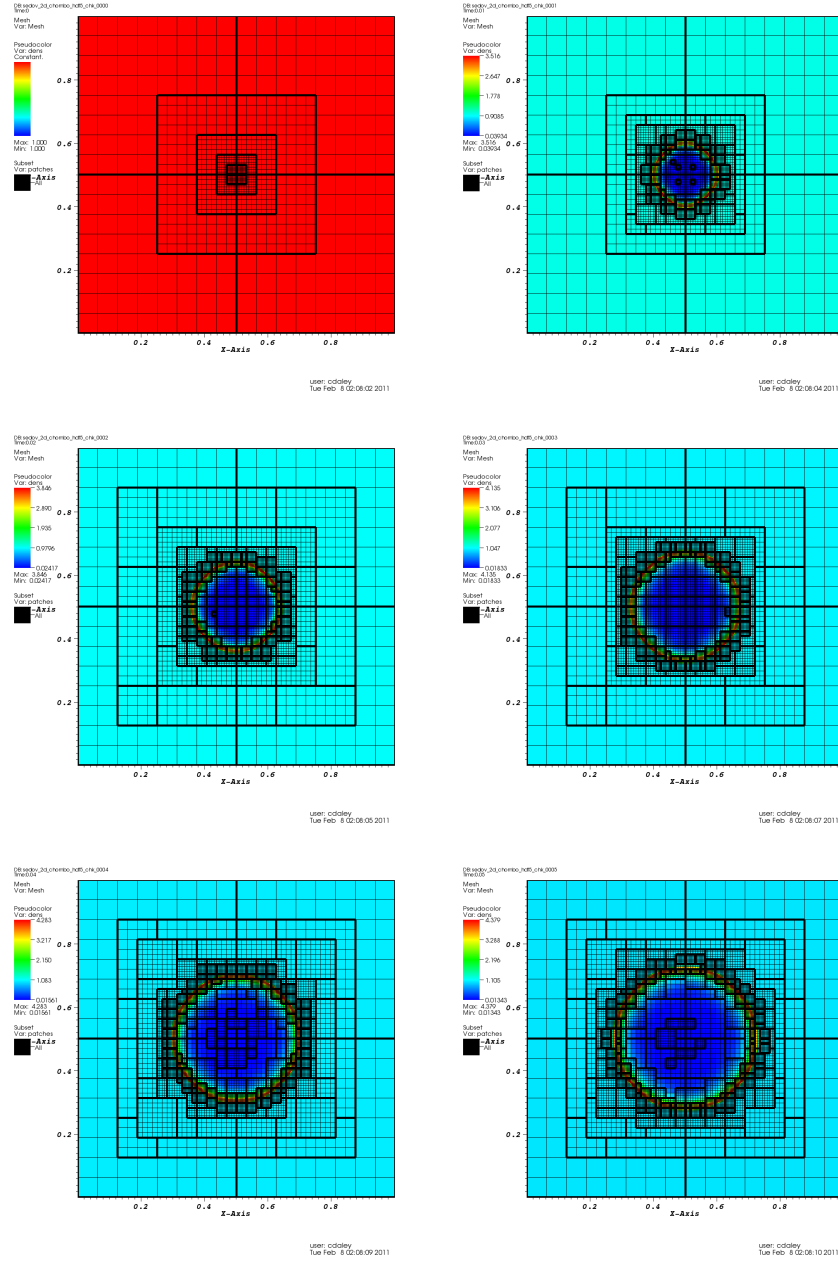 DB: sedov_2d_chombo_hdf5_chk_0000
Time:0
Mesh
Var: Mesh
Pseudocolor
Var: dens
Constant.
Max: 1.000
Min: 1.000
Subset
Var: patches
-Axis
All
0.8
0.6
0.4
0.2
0.2 0.4 0.6 0.8
X-Axis
user: cdaley
Tue Feb 8 02:08:02 2011
DB: sedov_2d_chombo_hdf5_chk_0001
Time:0.01
Mesh
Var: Mesh
Pseudocolor
Var: dens
3.516
2.647
1.778
0.9085
0.03934
Max: 3.516
Min: 0.03934
Subset
Var: patches
-Axis
All
0.8
0.6
0.4
0.2
0.2 0.4 0.6 0.8
X-Axis
user: cdaley
Tue Feb 8 02:08:04 2011
DB: sedov_2d_chombo_hdf5_chk_0002
Time:0.02
Mesh
Var: Mesh
Pseudocolor
Var: dens
3.846
2.890
1.935
0.9796
0.02417
Max: 3.846
Min: 0.02417
Subset
Var: patches
-Axis
All
0.8
0.6
0.4
0.2
0.2 0.4 0.6 0.8
X-Axis
user: cdaley
Tue Feb 8 02:08:05 2011
DB: sedov_2d_chombo_hdf5_chk_0003
Time:0.03
Mesh
Var: Mesh
Pseudocolor
Var: dens
4.135
3.106
2.077
1.047
0.01833
Max: 4.135
Min: 0.01833
Subset
Var: patches
-Axis
All
0.8
0.6
0.4
0.2
0.2 0.4 0.6 0.8
X-Axis
user: cdaley
Tue Feb 8 02:08:07 2011
DB: sedov_2d_chombo_hdf5_chk_0004
Time:0.04
Mesh
Var: Mesh
Pseudocolor
Var: dens
4.283
3.217
2.150
1.083
0.01561
Max: 4.283
Min: 0.01561
Subset
Var: patches
-Axis
All
0.8
0.6
0.4
0.2
0.2 0.4 0.6 0.8
X-Axis
user: cdaley
Tue Feb 8 02:08:09 2011
DB: sedov_2d_chombo_hdf5_chk_0005
Time:0.05
Mesh
Var: Mesh
Pseudocolor
Var: dens
4.379
3.288
2.196
1.105
0.01343
Max: 4.379
Min: 0.01343
Subset
Var: patches
-Axis
All
0.8
0.6
0.4
0.2
0.2 0.4 0.6 0.8
X-Axis
user: cdaley
Tue Feb 8 02:08:10 2011